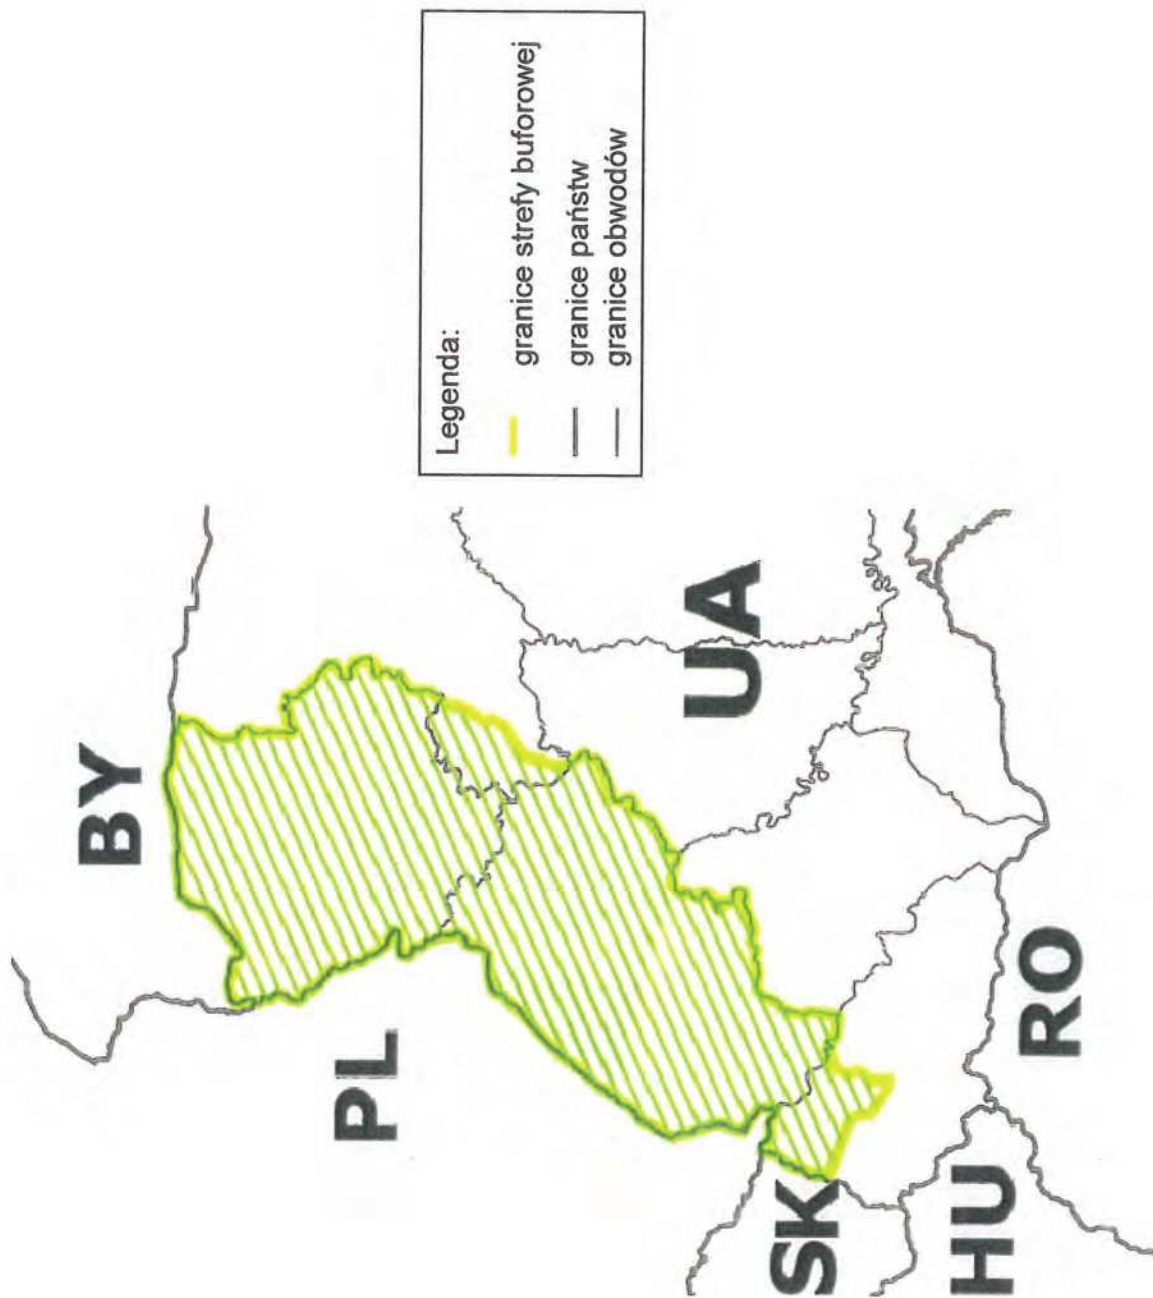 BY
PL
UA
SK
HU
RO
Legenda:
granice strefy buforowej
granice państw
granice obwodów